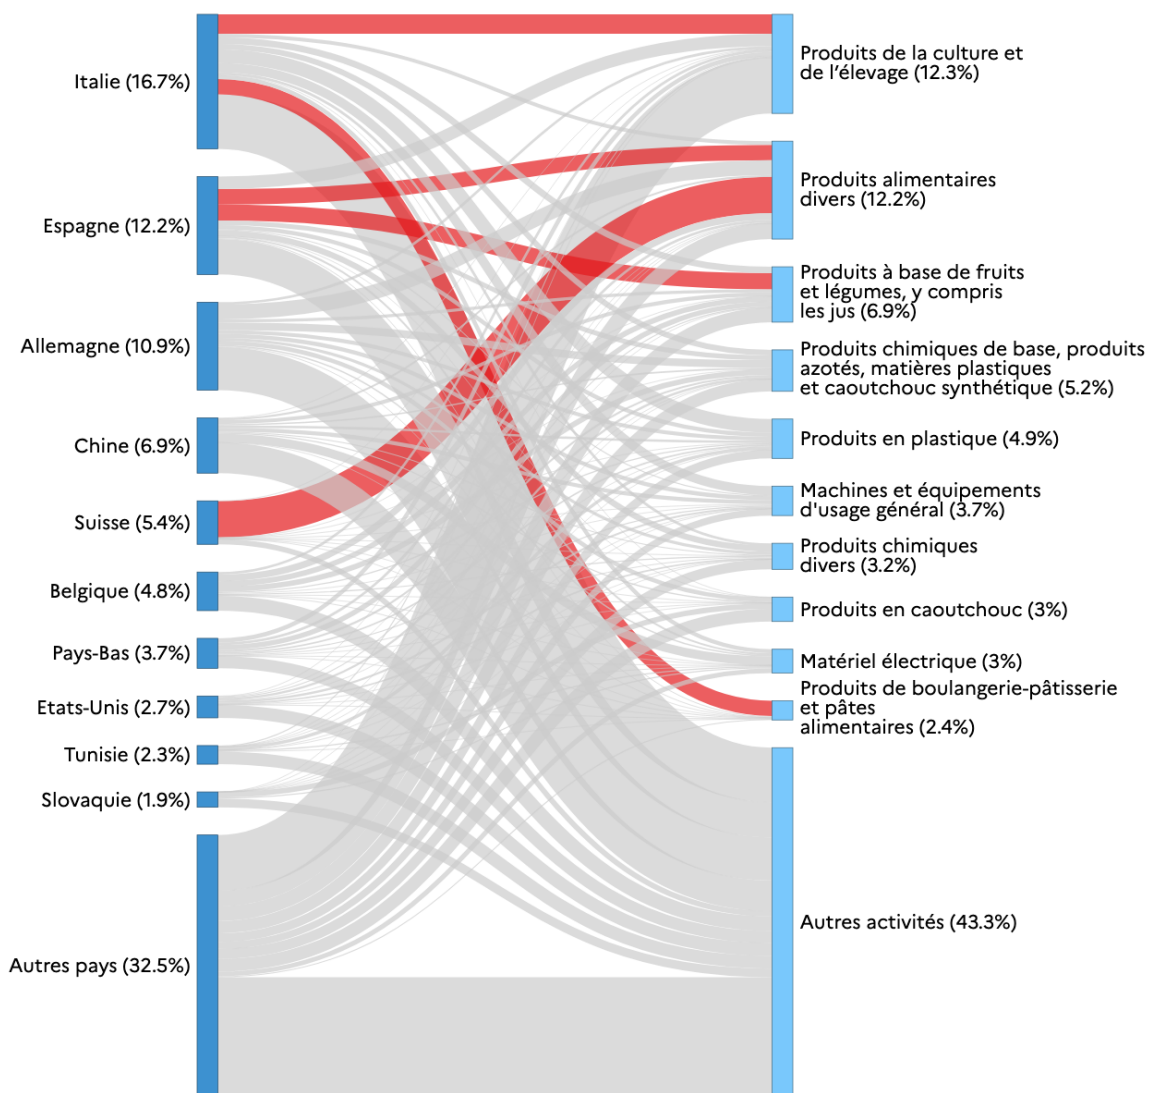 Italie (16.7%)
Espagne (12.2%)
Allemagne (10.9%)
Chine (6.9%)
Suisse (5.4%)
Belgique (4.8%)
Pays-Bas (3.7%)
Etats-Unis (2.7%)
Tunisie (2.3%)
Slovaquie (1.9%)
Autres pays (32.5%)
Produits de la culture et
de l’élevage (12.3%)
Produits alimentaires
divers (12.2%)
Produits à base de fruits
et légumes, y compris
les jus (6.9%)
Produits chimiques de base, produits
azotés, matières plastiques
et caoutchouc synthétique (5.2%)
Produits en plastique (4.9%)
Machines et équipements
d'usage général (3.7%)
Produits chimiques
divers (3.2%)
Produits en caoutchouc (3%)
Matériel électrique (3%)
Produits de boulangerie-pâtisserie
et pâtes
alimentaires (2.4%)
Autres activités (43.3%)